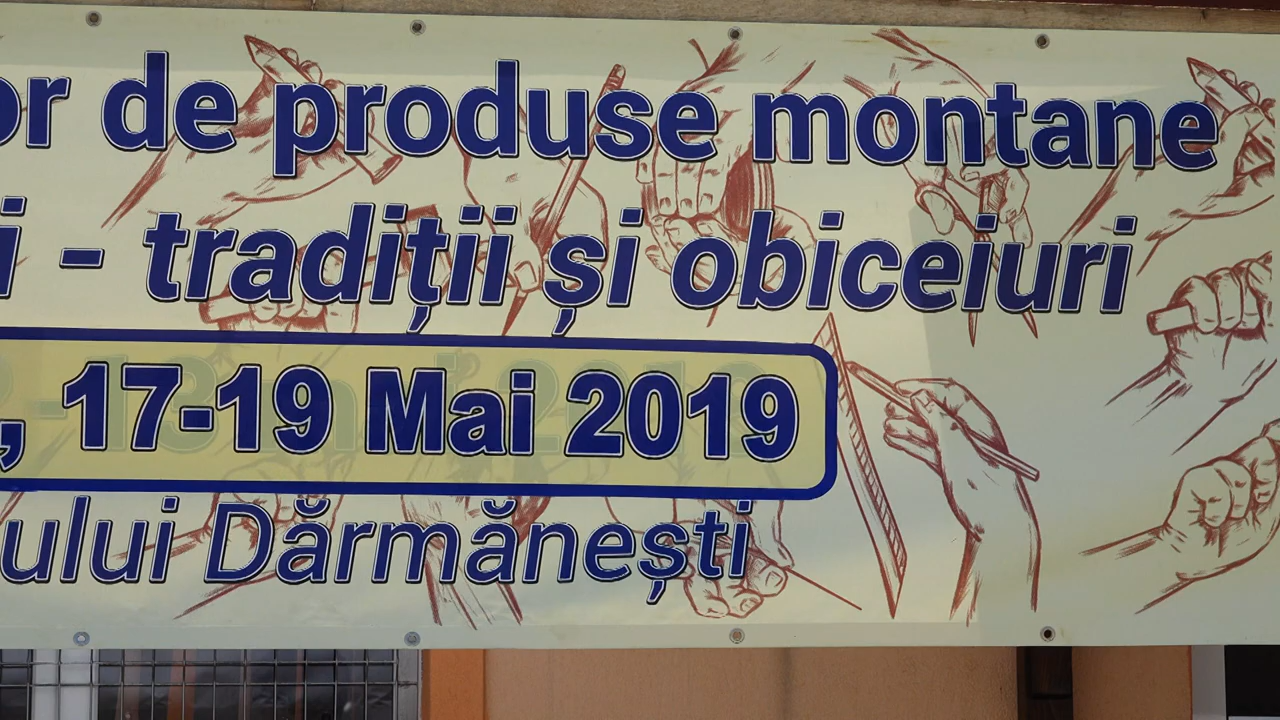 or de produse montane
i - tradiții și obiceiuri
, 17-19 Mai 2019
ului Dărmănești